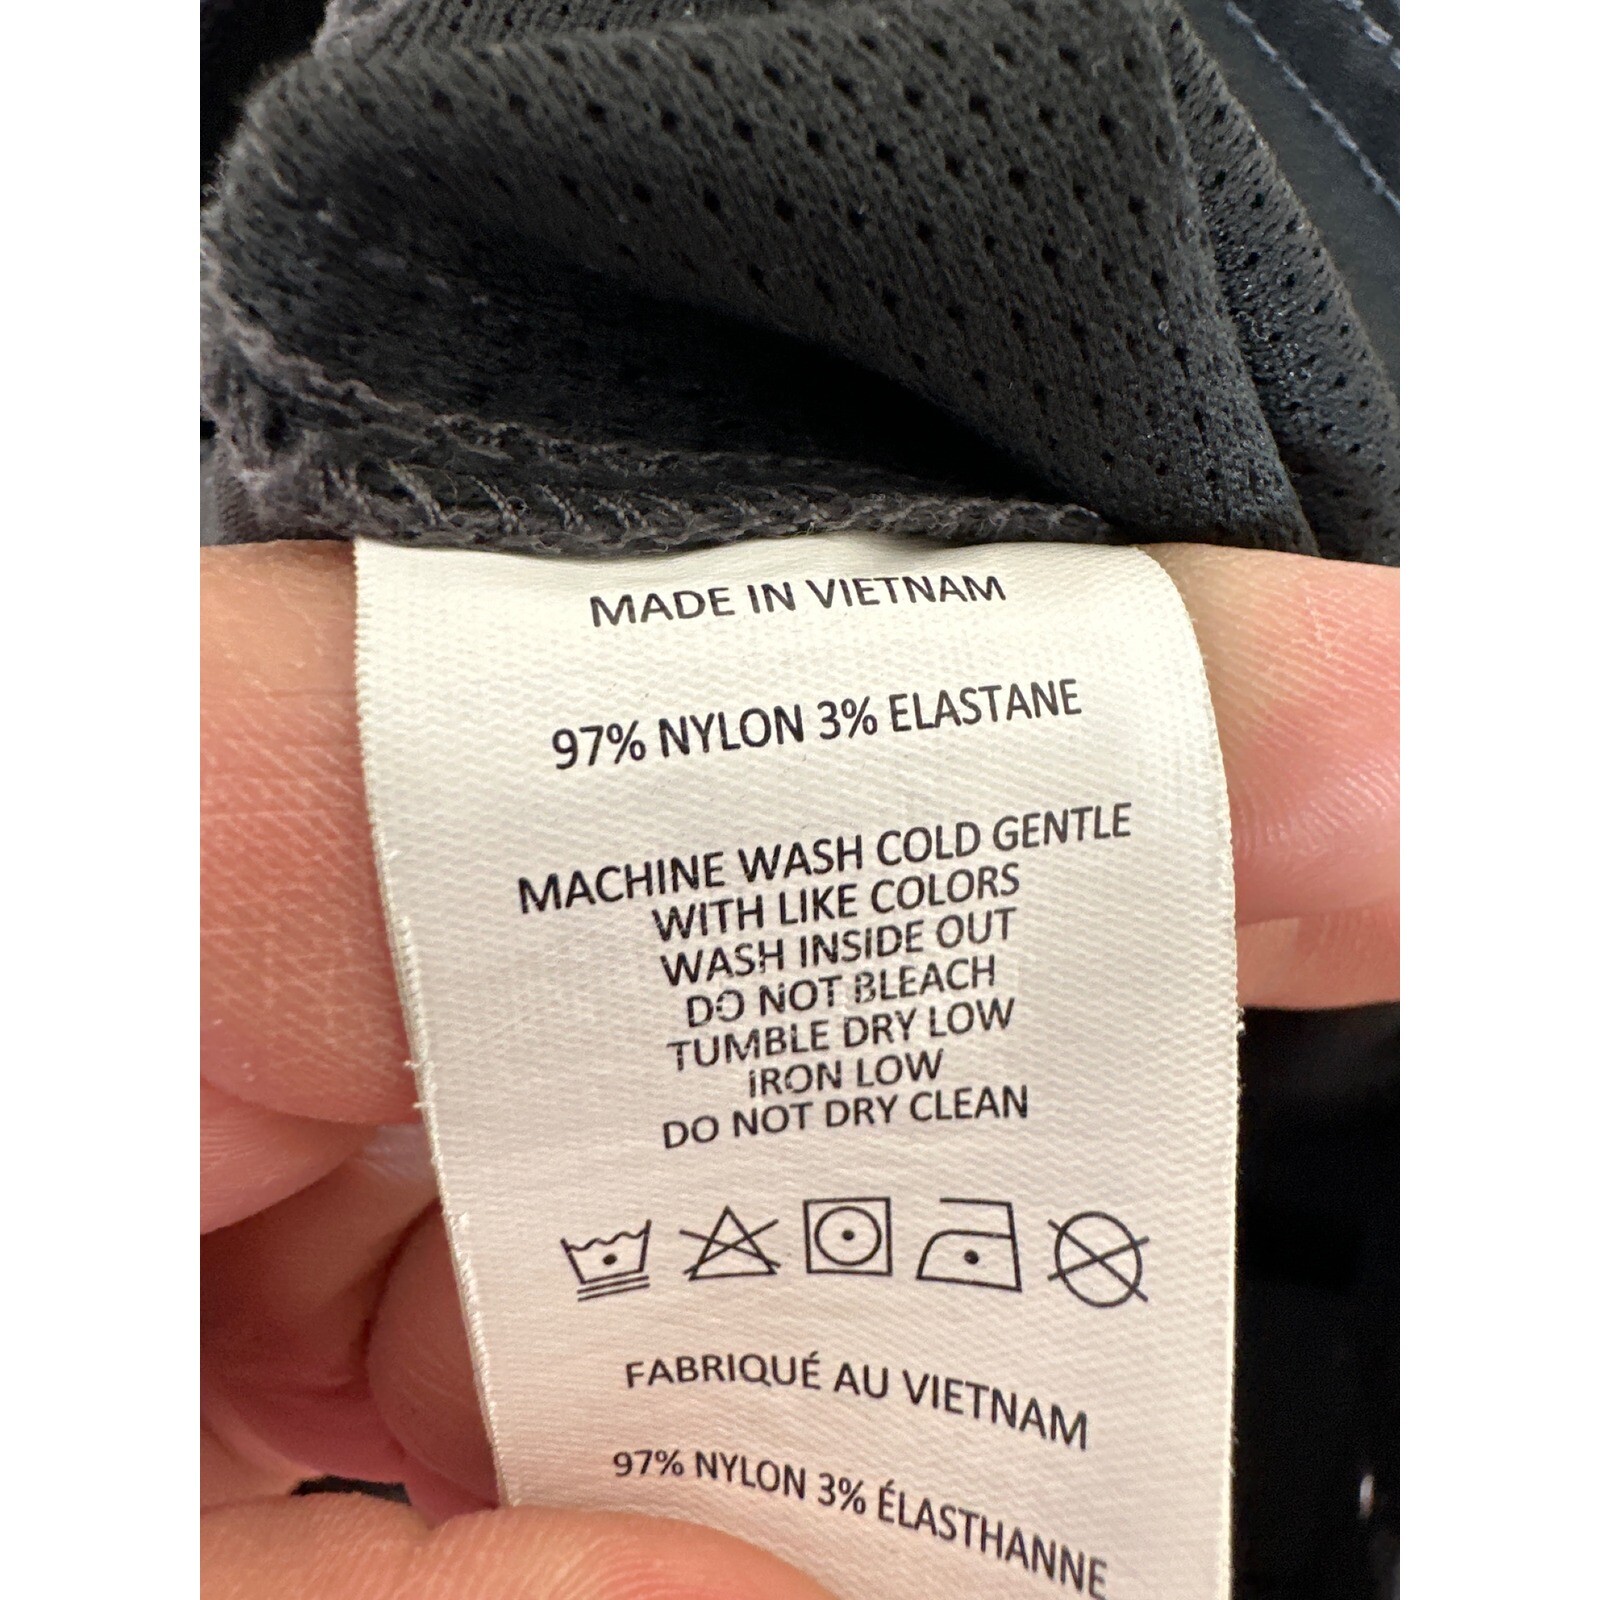 MADE IN VIETNAM
97% NYLON 3% ELASTANE
MACHINE WASH COLD GENTLE
WITH LIKE COLORS
WASH INSIDE OUT
DO NOT BLEACH
TUMBLE DRY LOW
IRON LOW
DO NOT DRY CLEAN
FABRIQUÉ AU VIETNAM
97% NYLON 3% ÉLASTHANNE